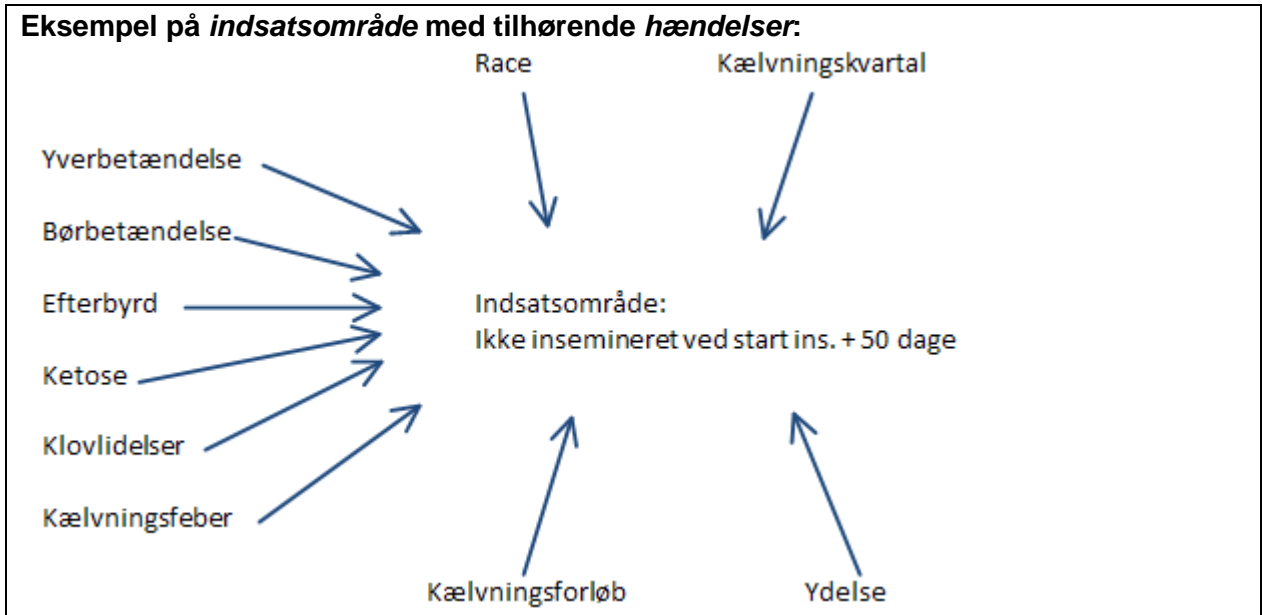 Eksempel på indsatsområde med tilhørende hændelser:
Race
Kælvningskvartal
Yverbetændelse
Børbetændelse
Efterbyrd
Ketose
Klovlidelser
Kælvningsfeber
Indsatsområde:
Ikke insemineret ved start ins. + 50 dage
Kælvningsforløb
Ydelse